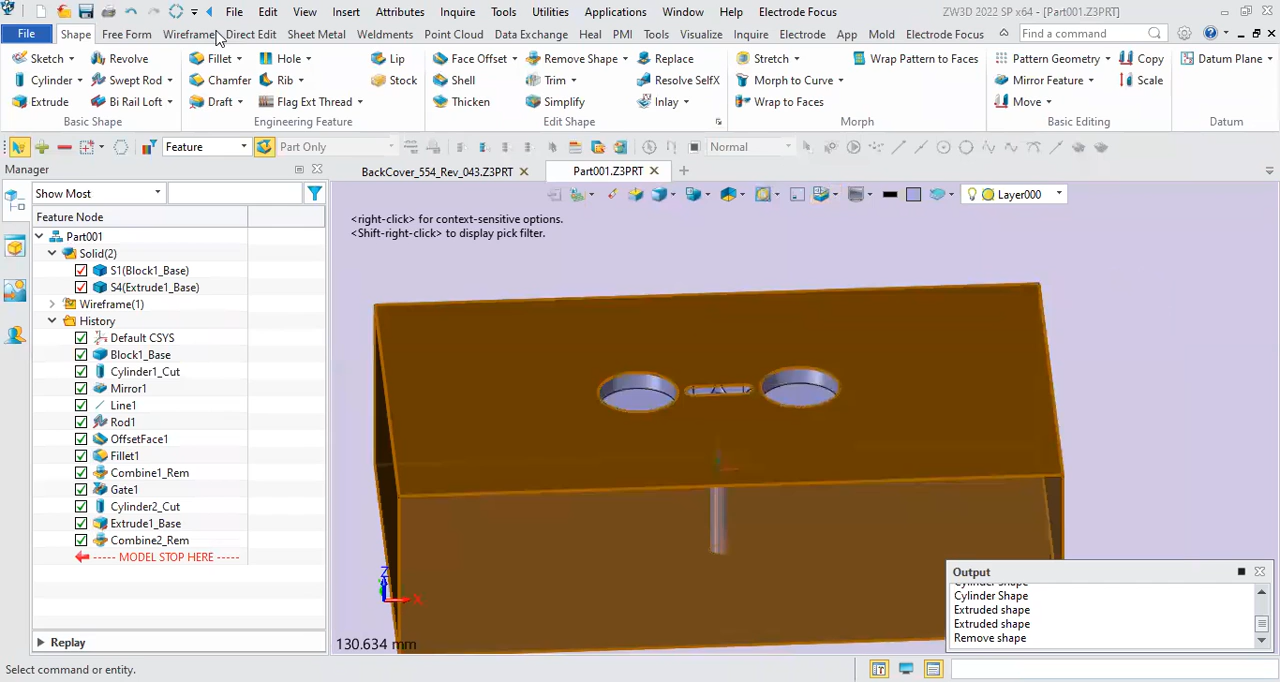 File Edit View Insert Attributes Inquire Tools Utilities Applications Window Help Electrode Focus ZW3D 2022 SP x64 - [Part001.Z3PRT]
File Shape Free Form Wireframe Direct Edit Sheet Metal Weldments Point Cloud Data Exchange Heal PMI Tools Visualize Inquire Electrode App Mold Electrode Focus Find a command
Sketch Revolve Fillet Hole Lip Face Offset Remove Shape Replace Stretch Wrap Pattern to Faces Pattern Geometry Copy Datum Plane
Cylinder Swept Rod Chamfer Rib Stock Shell Trim Resolve SelfX Morph to Curve Mirror Feature Scale
Extrude Bi Rail Loft Draft Flag Ext Thread Thicken Simplify Inlay Wrap to Faces Move
Basic Shape Engineering Feature Edit Shape Morph Basic Editing Datum
Feature Part Only Normal
Manager BackCover_554_Rev_043.Z3PRT Part001.Z3PRT
Show Most Layer000
Feature Node
<right-click> for context-sensitive options.
<Shift-right-click> to display pick filter.
Part001
Solid(2)
S1(Block1_Base)
S4(Extrude1_Base)
Wireframe(1)
History
Default CSYS
Block1_Base
Cylinder1_Cut
Mirror1
Line1
Rod1
OffsetFace1
Fillet1
Combine1_Rem
Gate1
Cylinder2_Cut
Extrude1_Base
Combine2_Rem
----- MODEL STOP HERE -----
Replay
Z
X
130.634 mm
Output
Cylinder Shape
Cylinder Shape
Extruded shape
Extruded shape
Remove shape
Select command or entity.